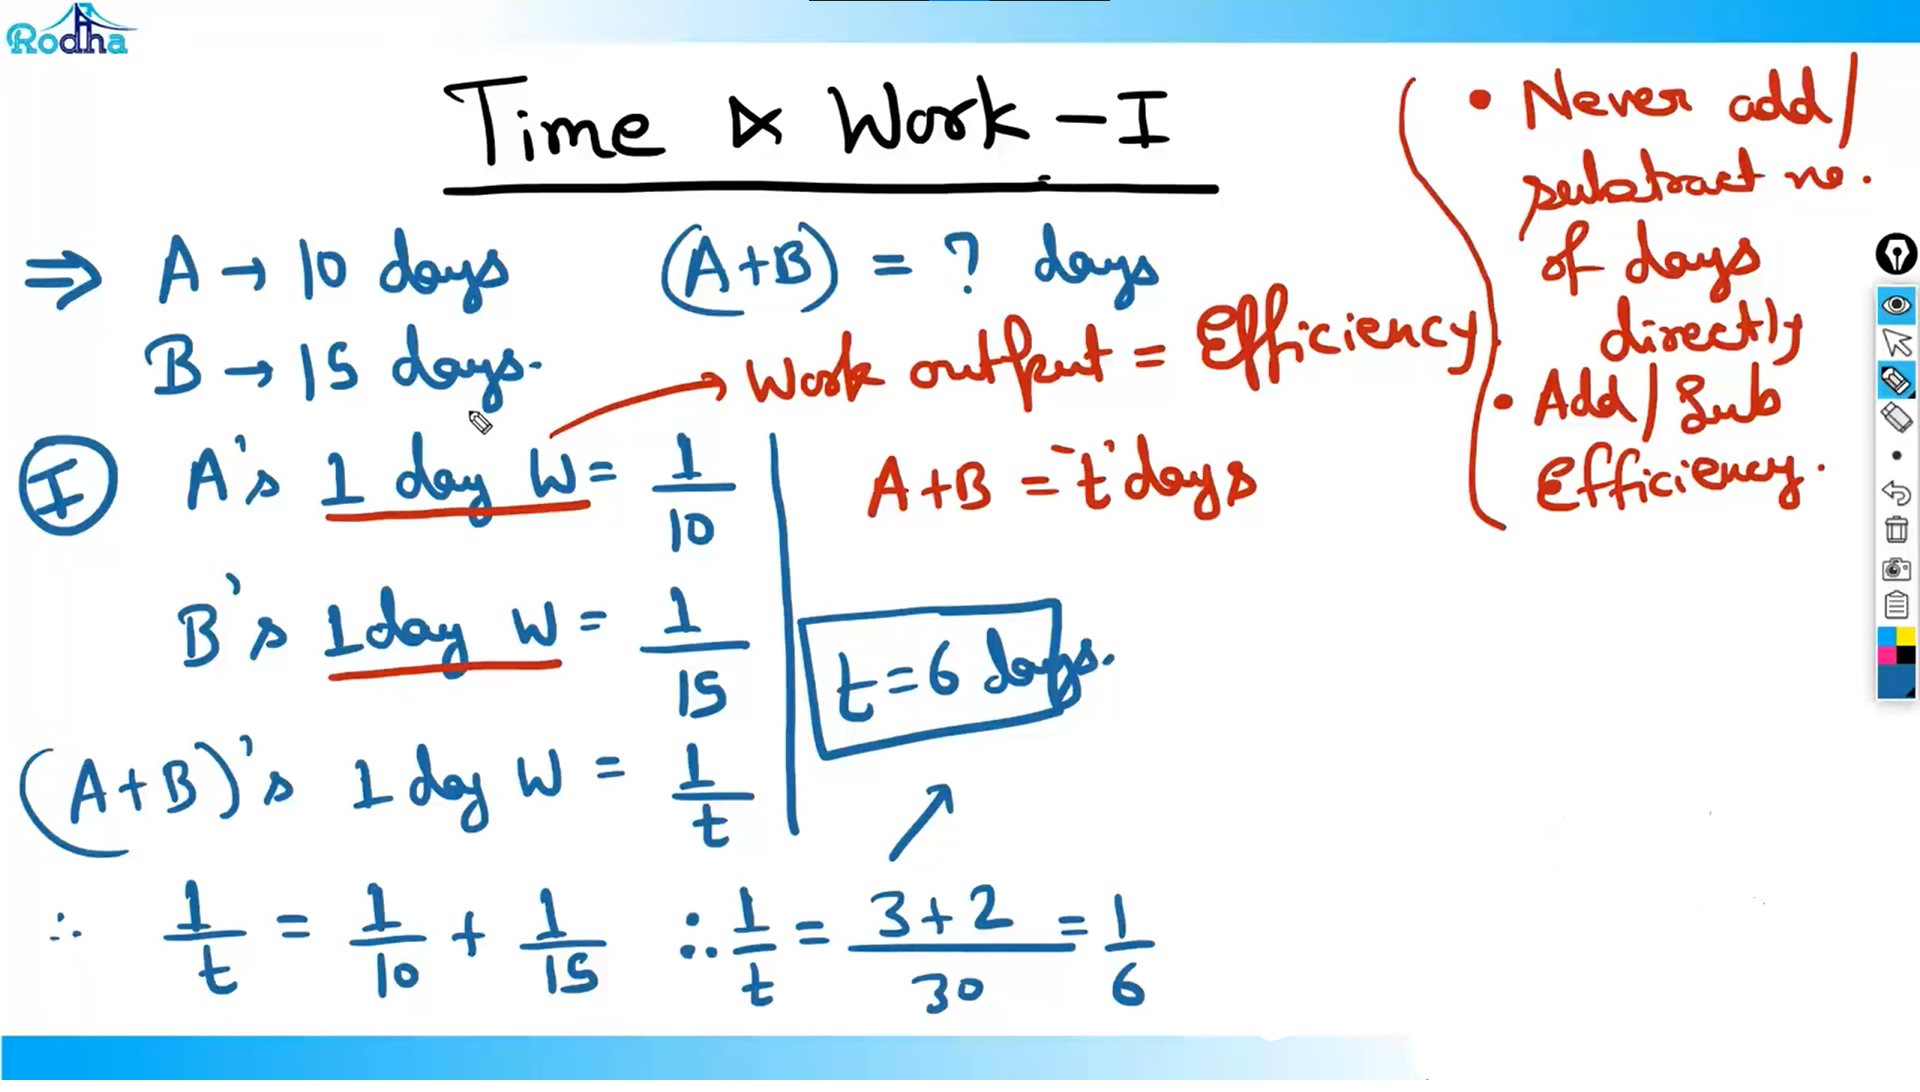 Rodha
Time & Work - I
⇒ A → 10 days
B → 15 days.
(A+B) = ? days
Work output = Efficiency
I
A's 1 day W = 1/10
B's 1 day W = 1/15
(A+B)'s 1 day W = 1/t
A+B = 't' days
t = 6 days.
∴ 1/t = 1/10 + 1/15 ∴ 1/t = 3+2/30 = 1/6
• Never add/
substract no.
of days
directly
• Add/Sub
Efficiency.